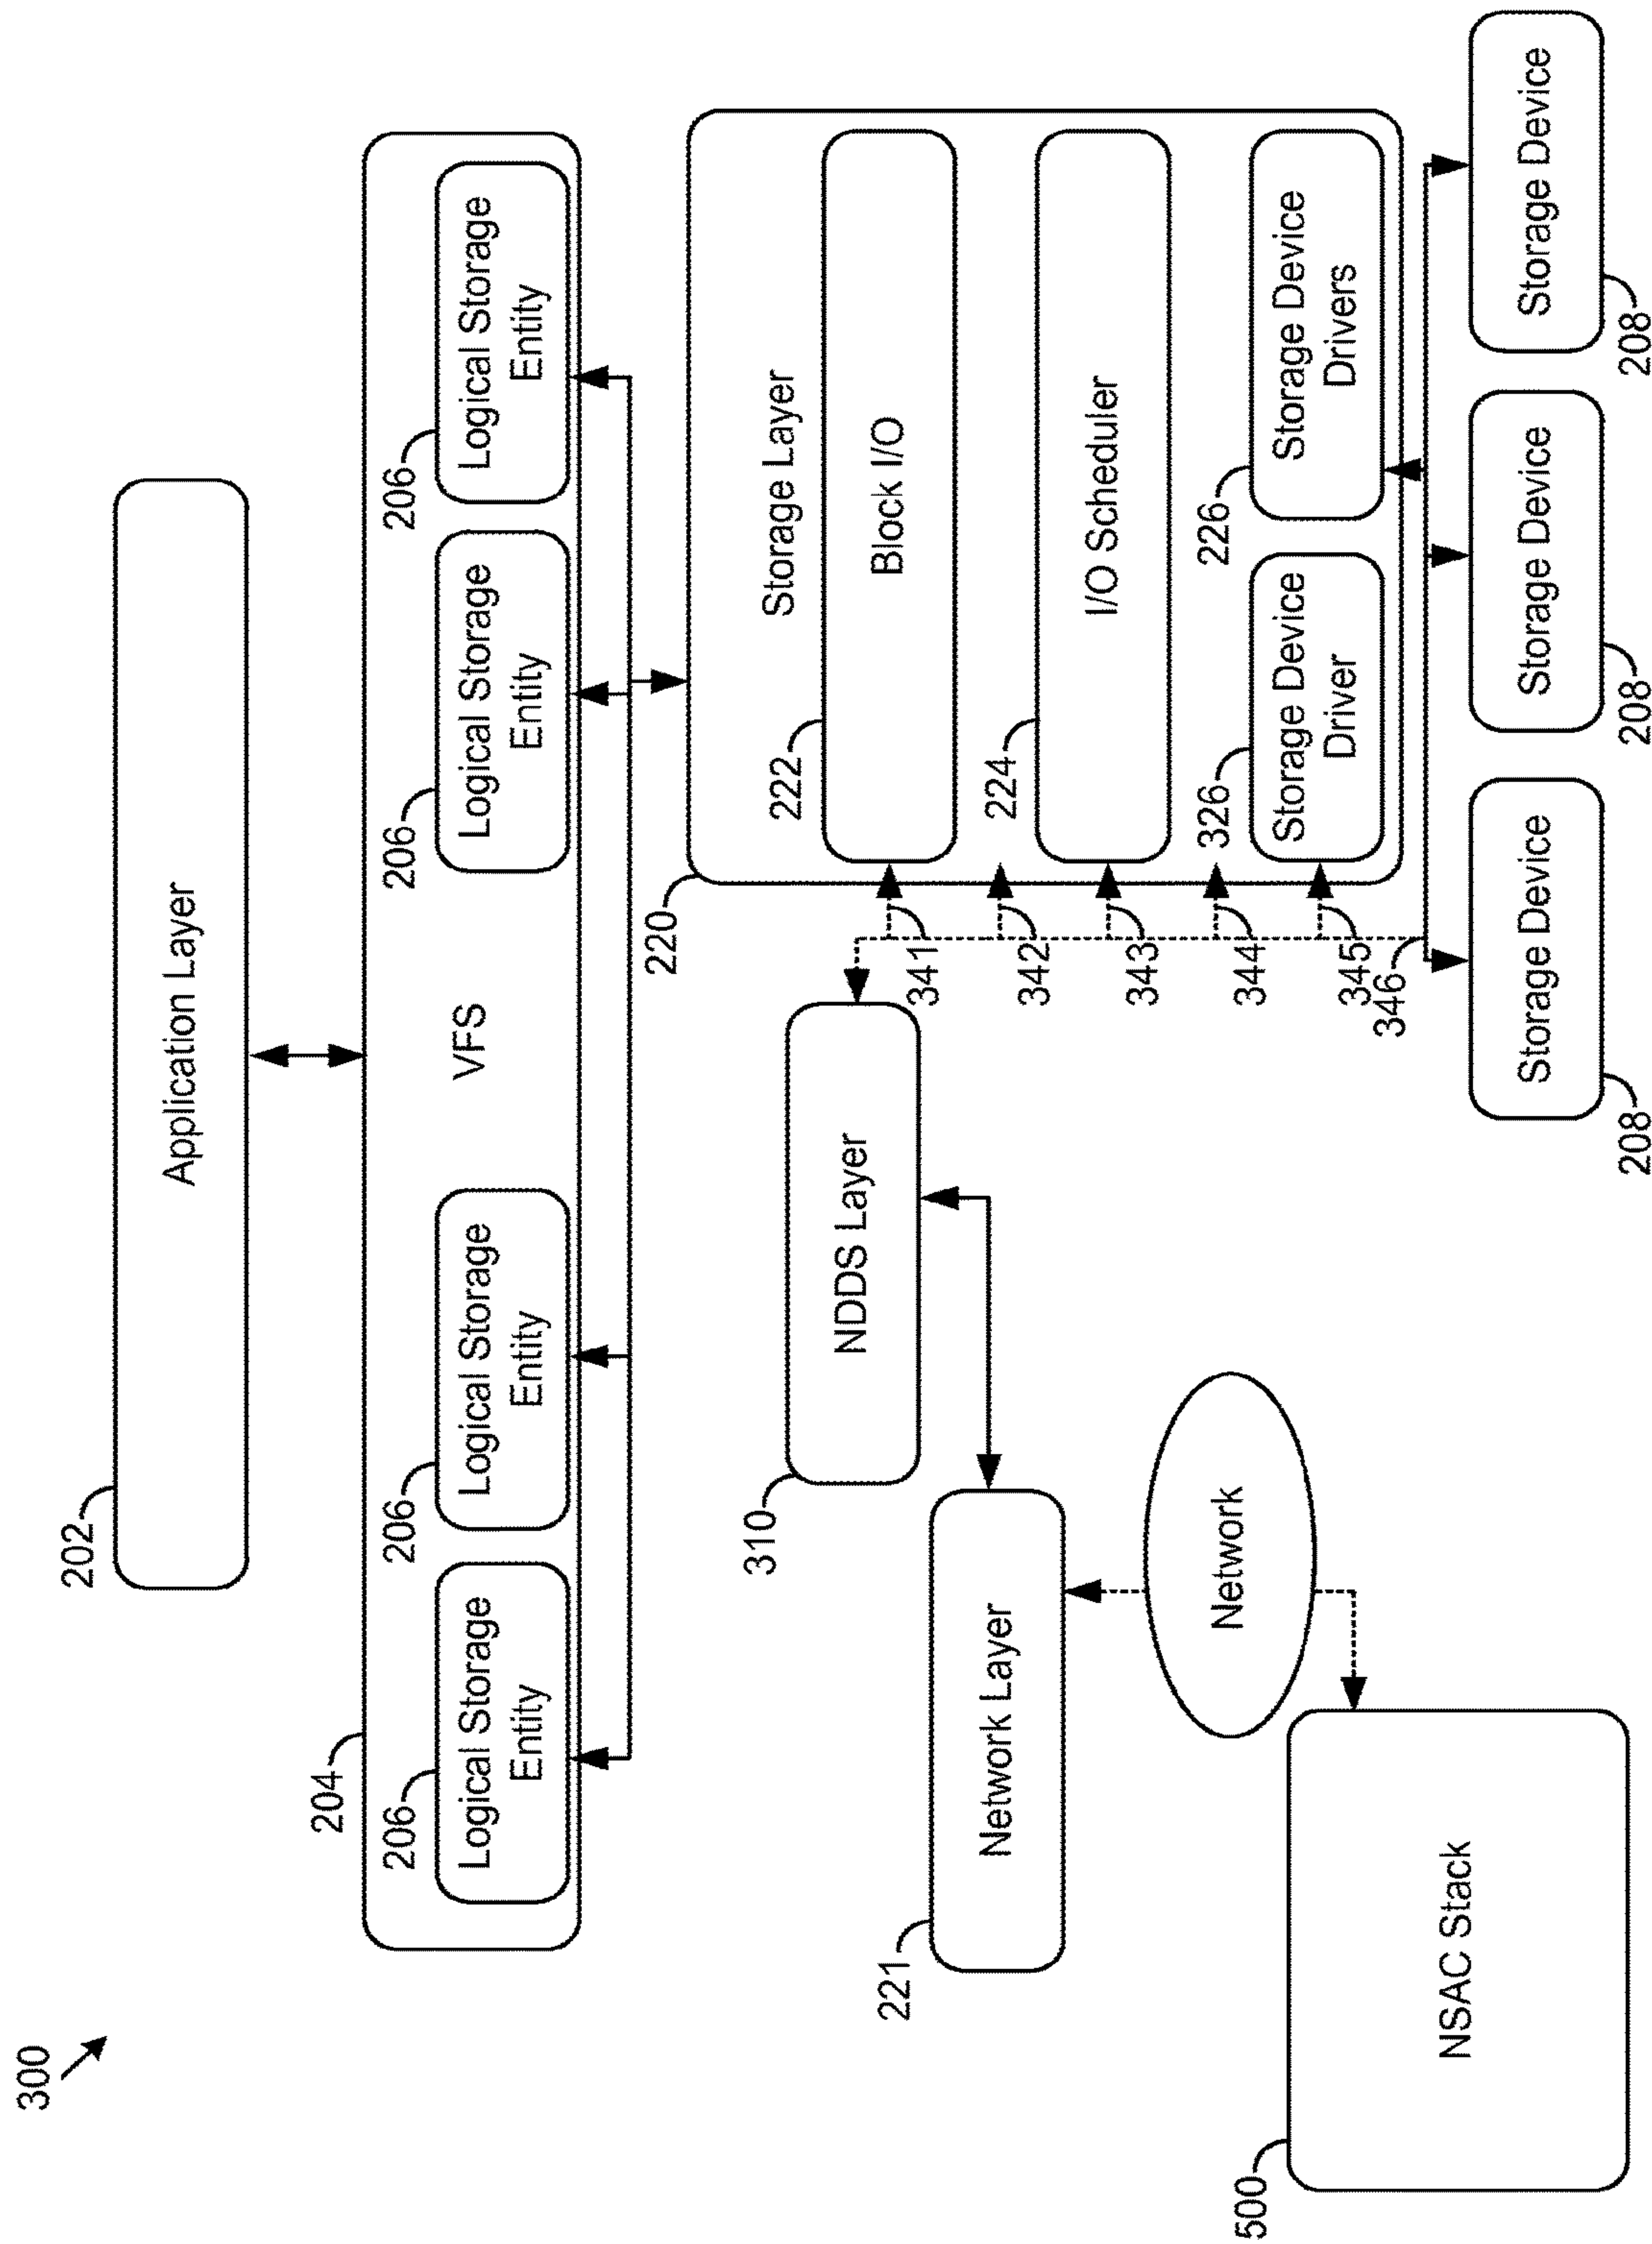 300
202
Application Layer
204
206
Logical Storage
Entity
206
Logical Storage
Entity
VFS
206
Logical Storage
Entity
206
Logical Storage
Entity
220
Storage Layer
222
Block I/O
224
I/O Scheduler
326
Storage Device
Driver
226
Storage Device
Drivers
310
NDDS Layer
341
342
343
344
345
346
221
Network Layer
Network
500
NSAC Stack
Storage Device
208
Storage Device
208
Storage Device
208